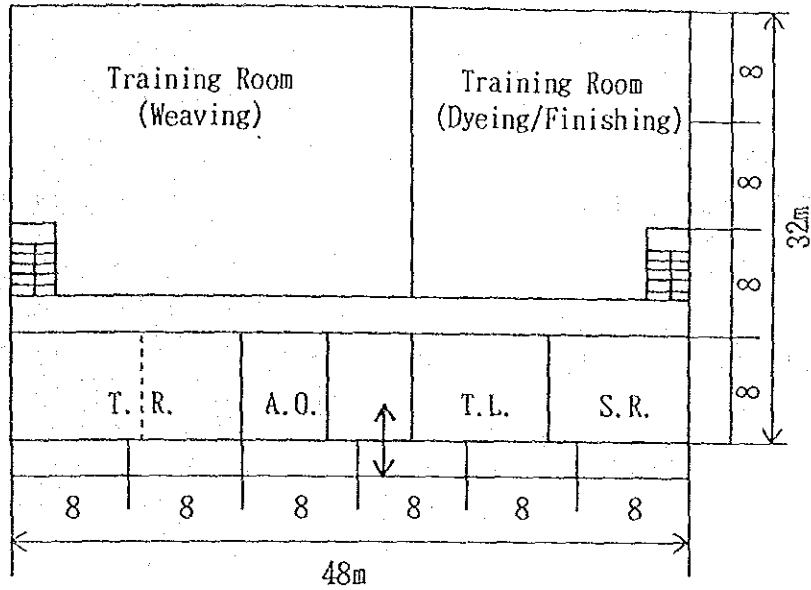 Training Room
(Weaving)
Training Room
(Dyeing/Finishing)
8
8
8
8
32m
T. R.
A.O.
T.L.
S.R.
8
8
8
8
8
8
48m